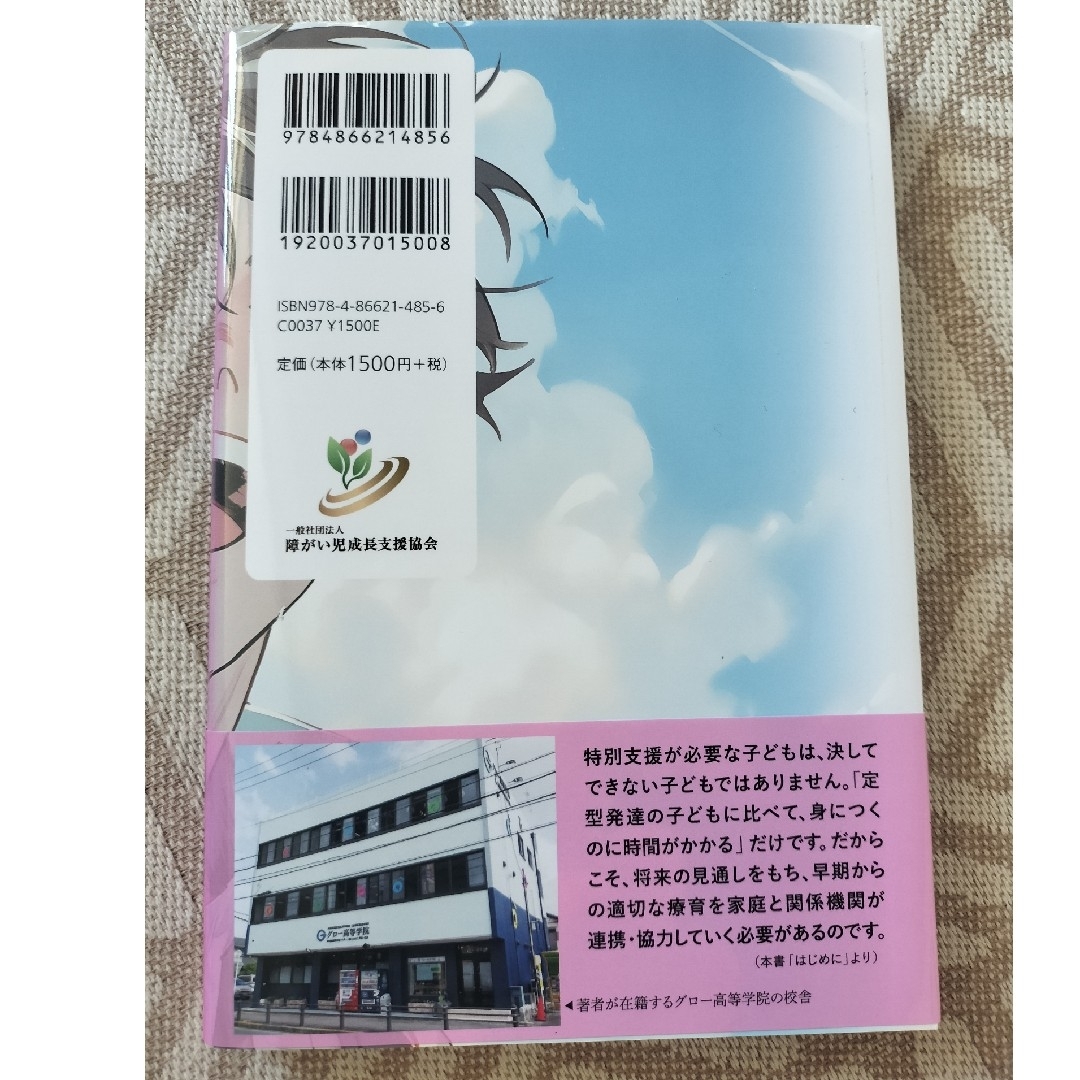 9784866214856
1920037015008
ISBN978-4-86621-485-6
C0037 ¥1500E
定価(本体1500円+税)
一般社団法人
障がい児成長支援協会
特別支援が必要な子どもは、決して
できない子どもではありません。「定
型発達の子どもに比べて、身につく
のに時間がかかる」だけです。だから
こそ、将来の見通しをもち、早期から
の適切な療育を家庭と関係機関が
連携・協力していく必要があるのです。
(本書「はじめに」より)
グロー高等学院
◀著者が在籍するグロー高等学院の校舎